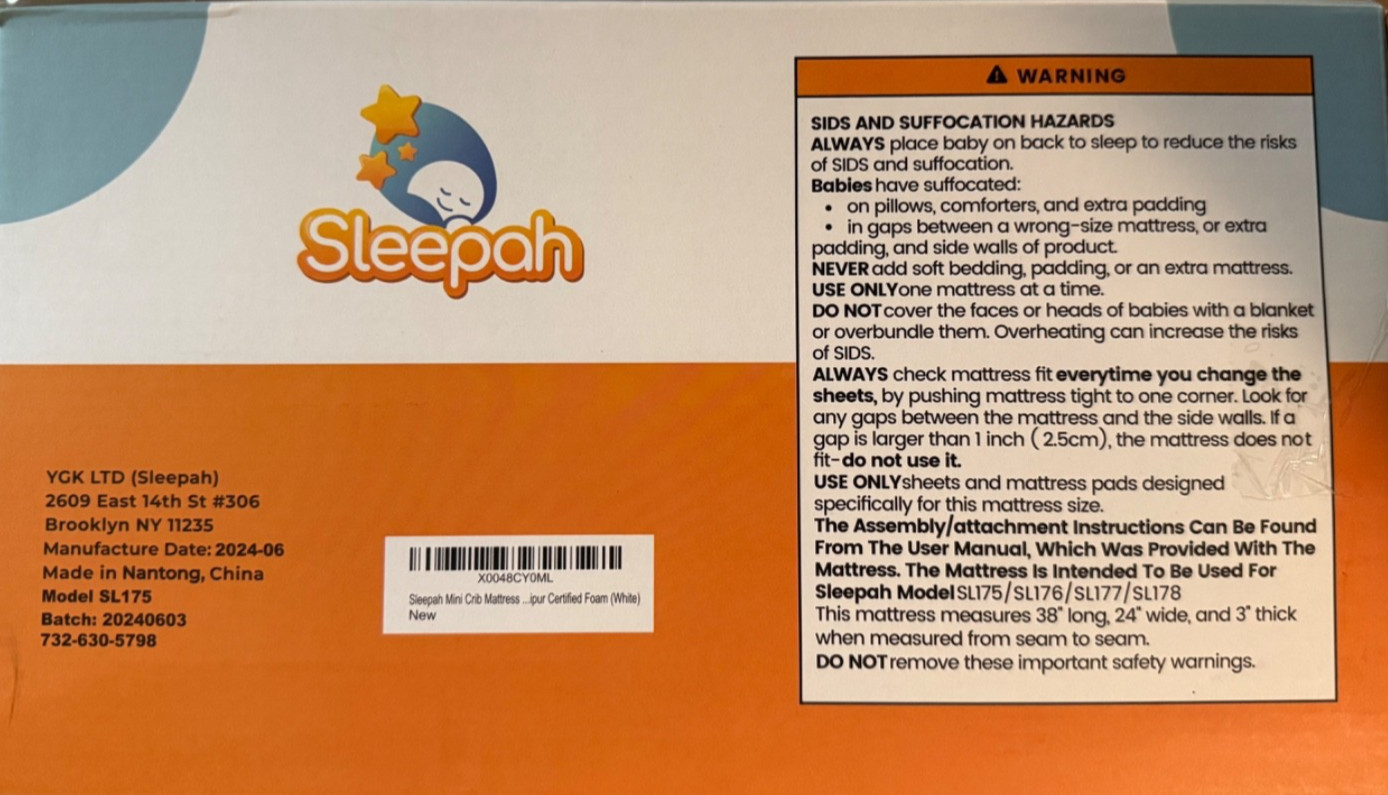 Sleepah
YGK LTD (Sleepah)
2609 East 14th St #306
Brooklyn NY 11235
Manufacture Date: 2024-06
Made in Nantong, China
Model SL175
Batch: 20240603
732-630-5798
X0048CY0ML
Sleepah Mini Crib Mattress ...ipur Certified Foam (White)
New
WARNING
SIDS AND SUFFOCATION HAZARDS
ALWAYS place baby on back to sleep to reduce the risks
of SIDS and suffocation.
Babies have suffocated:
• on pillows, comforters, and extra padding
• in gaps between a wrong-size mattress, or extra
padding, and side walls of product.
NEVER add soft bedding, padding, or an extra mattress.
USE ONLY one mattress at a time.
DO NOT cover the faces or heads of babies with a blanket
or overbundle them. Overheating can increase the risks
of SIDS.
ALWAYS check mattress fit everytime you change the
sheets, by pushing mattress tight to one corner. Look for
any gaps between the mattress and the side walls. If a
gap is larger than 1 inch ( 2.5cm), the mattress does not
fit-do not use it.
USE ONLY sheets and mattress pads designed
specifically for this mattress size.
The Assembly/attachment Instructions Can Be Found
From The User Manual, Which Was Provided With The
Mattress. The Mattress Is Intended To Be Used For
Sleepah Model SL175/SL176/SL177/SL178
This mattress measures 38" long, 24" wide, and 3" thick
when measured from seam to seam.
DO NOT remove these important safety warnings.